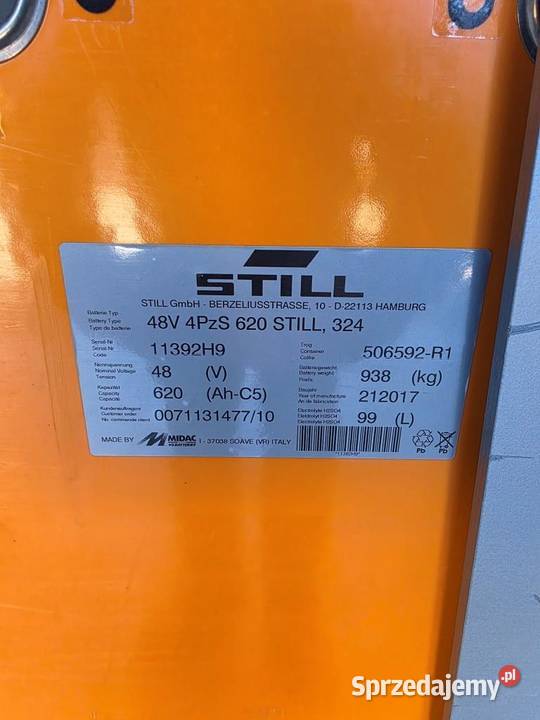 STILL
STILL GmbH - BERZELIUSSTRASSE, 10 - D-22113 HAMBURG
Batterie Typ
Battery Type
Type de batterie
48V 4PzS 620 STILL, 324
Serial-Nr
Serial Nr
Code
11392H9
Trog
Container
Coffre
506592-R1
Nennspannung
Nominal Voltage
Tension
48 (V)
Batteriegewicht
Battery weight
Poids
938 (kg)
Kapazität
Capacity
Capacité
620 (Ah-C5)
Baujahr
Year of manufacture
An de fabrication
212017
Kundenauftragsnr
Customer order
No. commande client
0071131477/10
Electrolyte H2SO4
Elektrolyt H2SO4
Electrolyte H2SO4
99 (L)
MADE BY MIDAC BATTERIES I - 37038 SOAVE (VR) ITALY
*11392H9*
Pb Pb
Sprzedajemy.pl